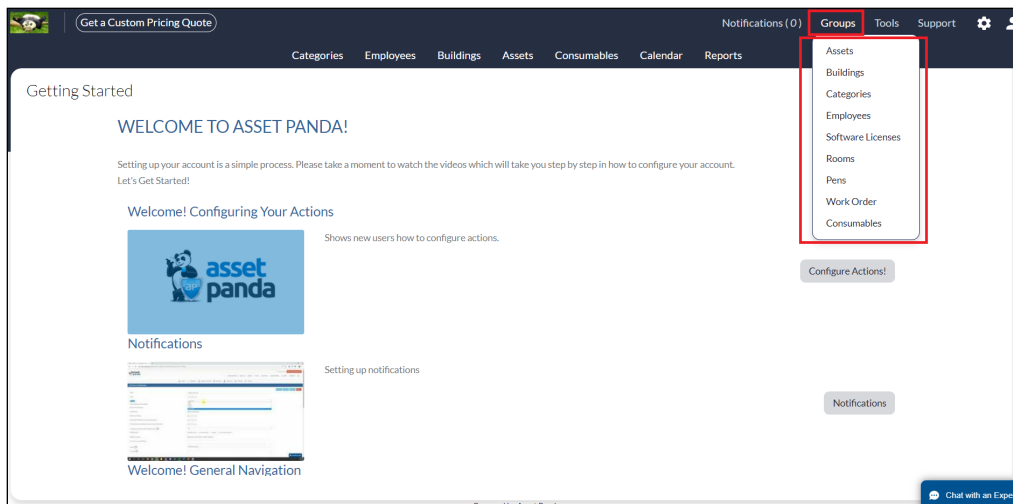 Get a Custom Pricing Quote
Notifications ( 0 ) Groups Tools Support
Categories Employees Buildings Assets Consumables Calendar Reports
Assets
Buildings
Categories
Employees
Software Licenses
Rooms
Pens
Work Order
Consumables
Getting Started
WELCOME TO ASSET PANDA!
Setting up your account is a simple process. Please take a moment to watch the videos which will take you step by step in how to configure your account.
Let's Get Started!
Welcome! Configuring Your Actions
Shows new users how to configure actions.
asset
panda
ap
Configure Actions!
Notifications
Setting up notifications
Notifications
Welcome! General Navigation
Chat with an Expe